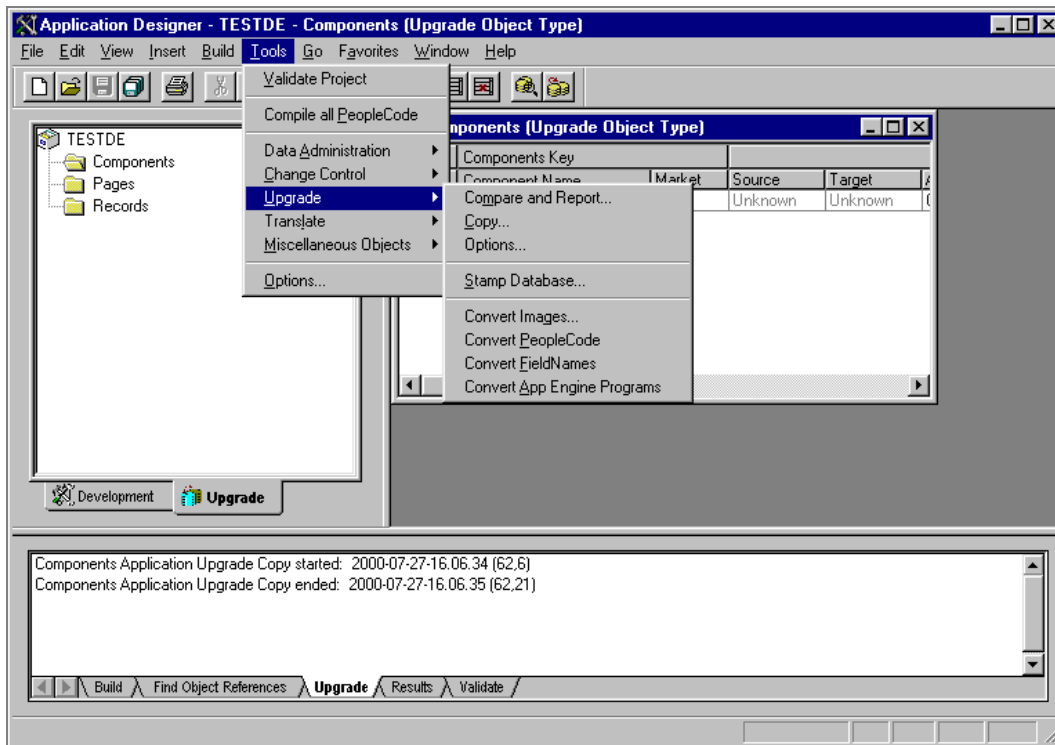 Application Designer - TESTDE - Components (Upgrade Object Type)
File Edit View Insert Build Tools Go Favorites Window Help
Validate Project
Compile all PeopleCode
Data Administration
Change Control
Upgrade
Translate
Miscellaneous Objects
Options...
TESTDE
Components
Pages
Records
Development
Upgrade
(Upgrade Object Type)
Components Key
Component Name Market Source Target
Unknown Unknown
Compare and Report...
Copy...
Options...
Stamp Database...
Convert Images...
Convert PeopleCode
Convert FieldNames
Convert App Engine Programs
Components Application Upgrade Copy started: 2000-07-27-16.06.34 (62,6)
Components Application Upgrade Copy ended: 2000-07-27-16.06.35 (62,21)
Build Find Object References Upgrade Results Validate